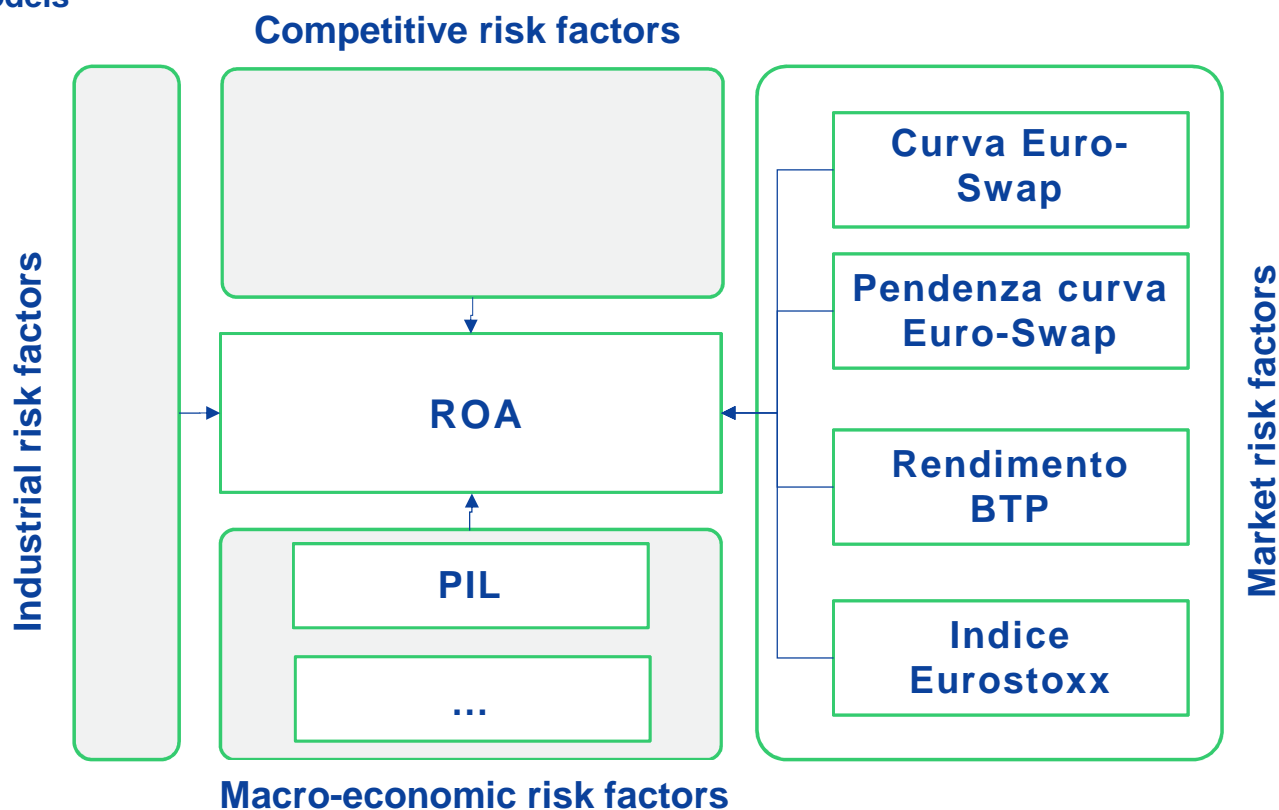 Competitive risk factors
Industrial risk factors
Curva Euro-
Swap
Pendenza curva
Euro-Swap
ROA
Rendimento
BTP
PIL
Indice
Eurostoxx
...
Market risk factors
Macro-economic risk factors